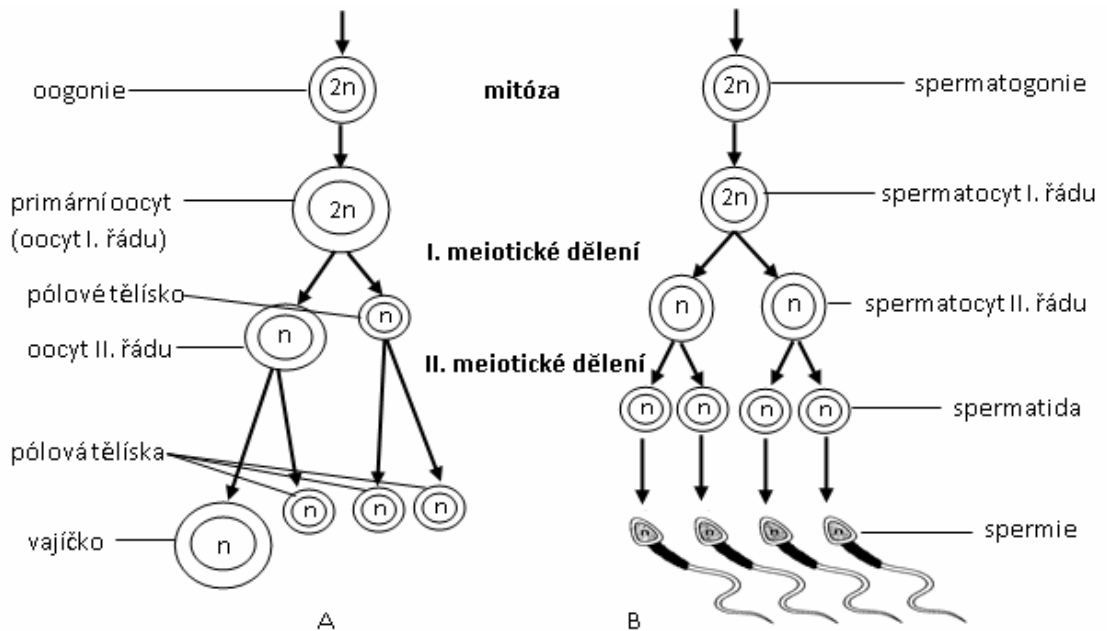 2n
2n
oogonie
mitóza
spermatogonie
primární oocyt
(oocyt I. řádu)
2n
2n
spermatocyt I. řádu
I. meiotické dělení
pólové tělísko
n
n
n
n
spermatocyt II. řádu
oocyt II. řádu
II. meiotické dělení
n
n
n
n
spermatida
pólová tělíska
n
n
n
vajíčko
n
n
n
n
n
spermie
A
B